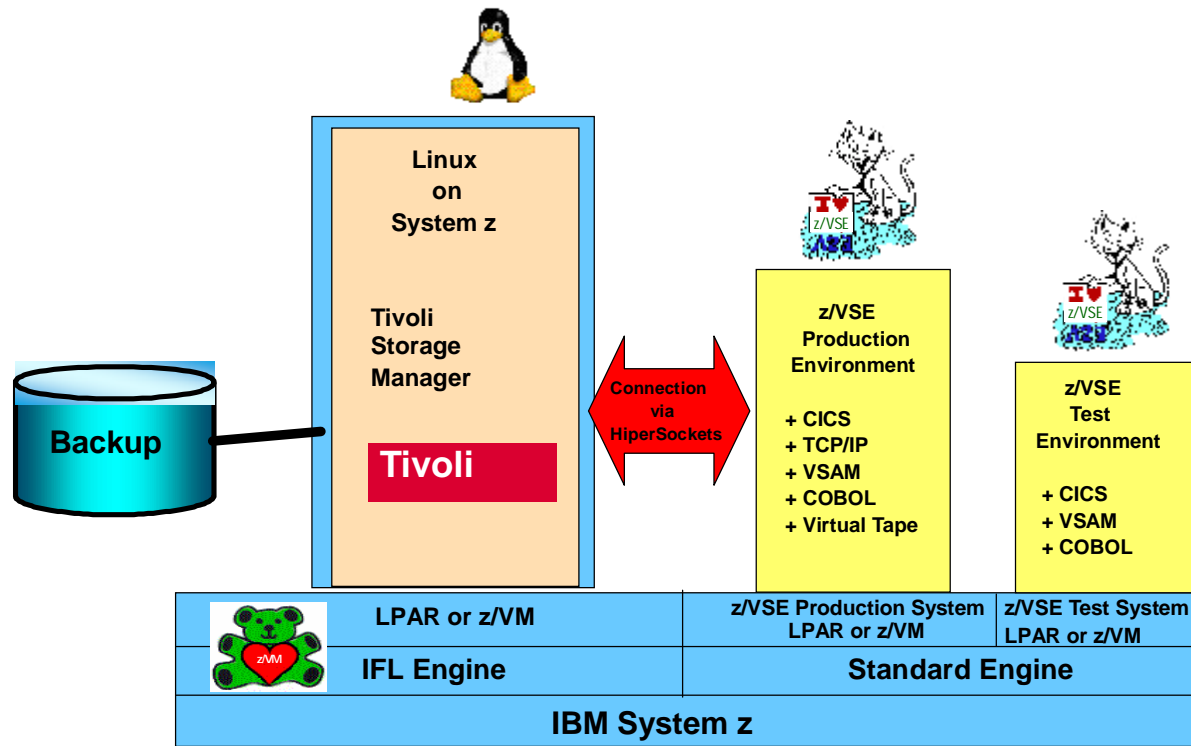 Linux
on
System z
Tivoli
Storage
Manager
Tivoli
Backup
Connection
via
HiperSockets
I ♥
z/VSE
z/VSE
Production
Environment
+ CICS
+ TCP/IP
+ VSAM
+ COBOL
+ Virtual Tape
I ♥
z/VSE
z/VSE
Test
Environment
+ CICS
+ VSAM
+ COBOL
z/VM
LPAR or z/VM
z/VSE Production System
LPAR or z/VM
z/VSE Test System
LPAR or z/VM
IFL Engine
Standard Engine
IBM System z